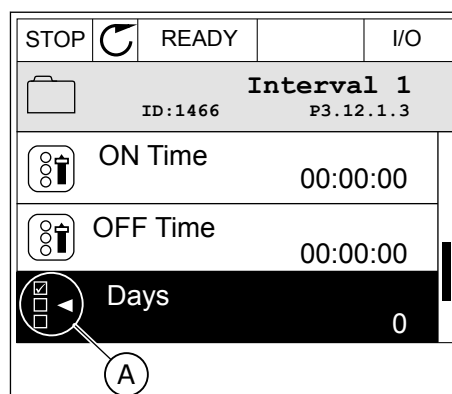 STOP READY I/O
Interval 1
ID:1466 P3.12.1.3
ON Time
00:00:00
OFF Time
00:00:00
Days
0
A